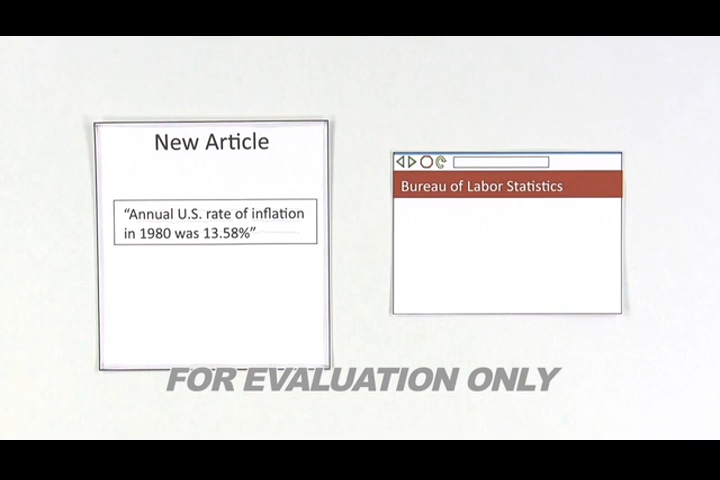 New Article
“Annual U.S. rate of inflation
in 1980 was 13.58%”
Bureau of Labor Statistics
FOR EVALUATION ONLY